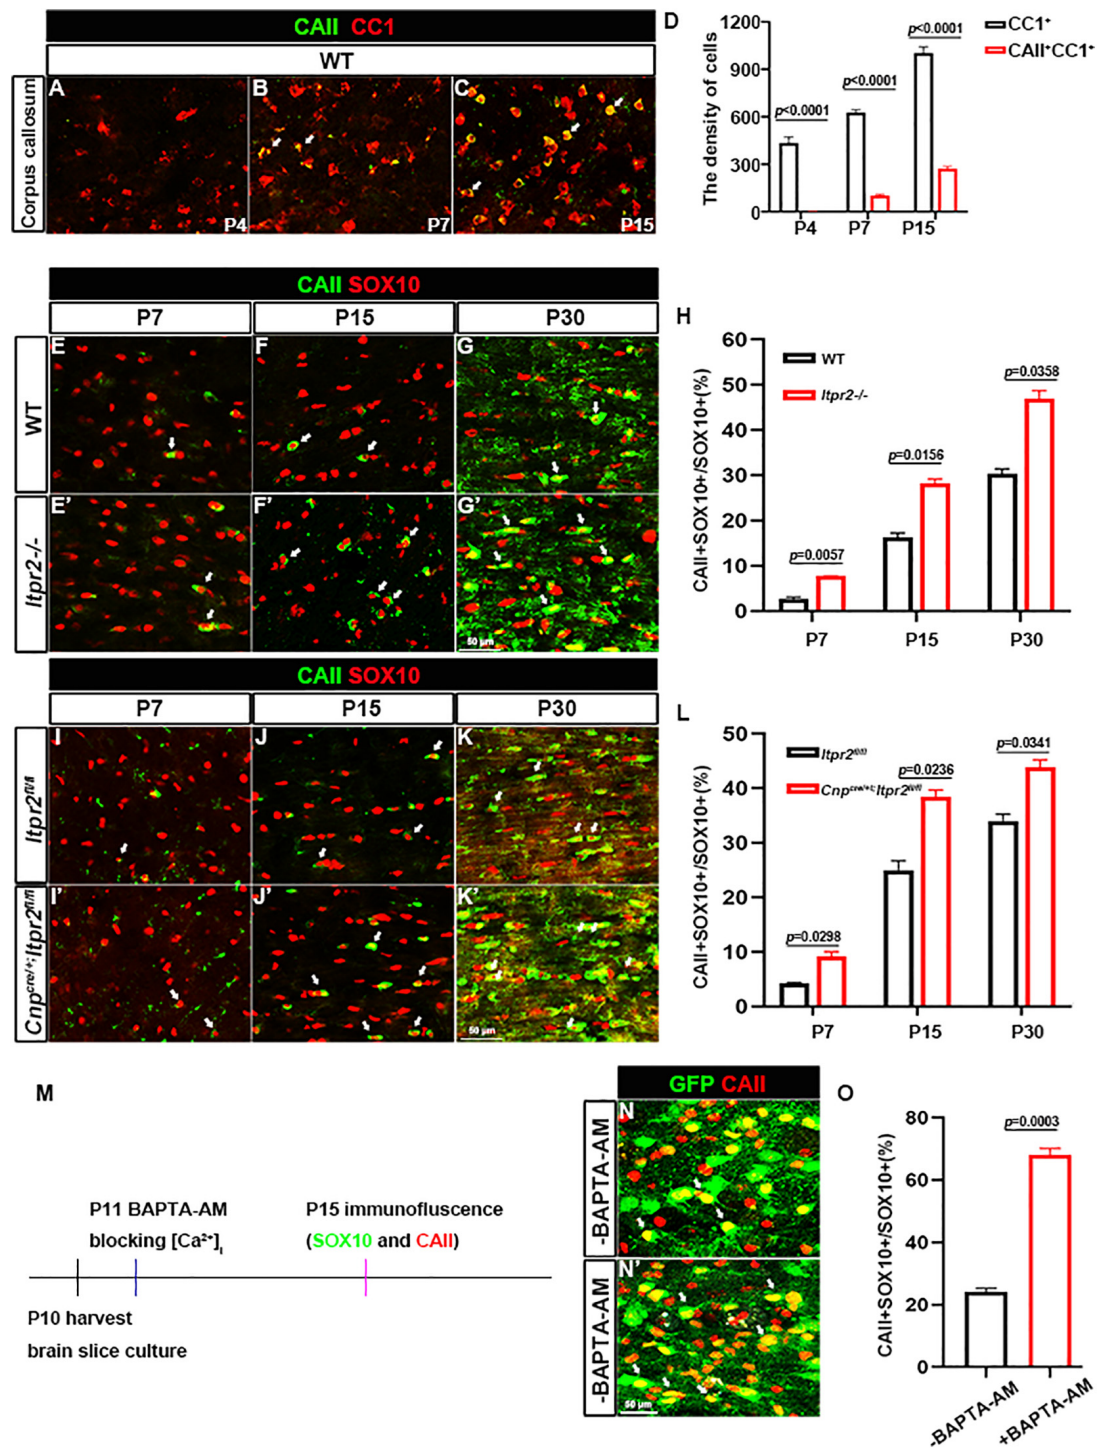 CAII CC1
WT
Corpus callosum
A
B
C
P4
P7
P15
D
The density of cells
1200
900
600
300
0
p<0.0001
p<0.0001
p<0.0001
P4
P7
P15
CC1⁺
CAII⁺CC1⁺
CAII SOX10
P7
P15
P30
WT
E
F
G
Itpr2-/-
E'
F'
G'
50 µm
H
CAII+SOX10+/SOX10+(%)
60
50
40
30
20
10
0
WT
Itpr2-/-
p=0.0057
p=0.0156
p=0.0358
P7
P15
P30
CAII SOX10
P7
P15
P30
Itpr2fl/fl
I
J
K
Cnpcre/+;Itpr2fl/fl
I'
J'
K'
50 µm
L
CAII+SOX10+/SOX10+(%)
50
40
30
20
10
0
Itpr2fl/fl
Cnpcre/+t;Itpr2fl/fl
p=0.0298
p=0.0236
p=0.0341
P7
P15
P30
M
P11 BAPTA-AM
blocking [Ca²⁺]i
P15 immunofluscence
(SOX10 and CAII)
P10 harvest
brain slice culture
GFP CAII
-BAPTA-AM
N
-BAPTA-AM
N'
50 µm
O
CAII+SOX10+/SOX10+(%)
80
60
40
20
0
p=0.0003
-BAPTA-AM
+BAPTA-AM